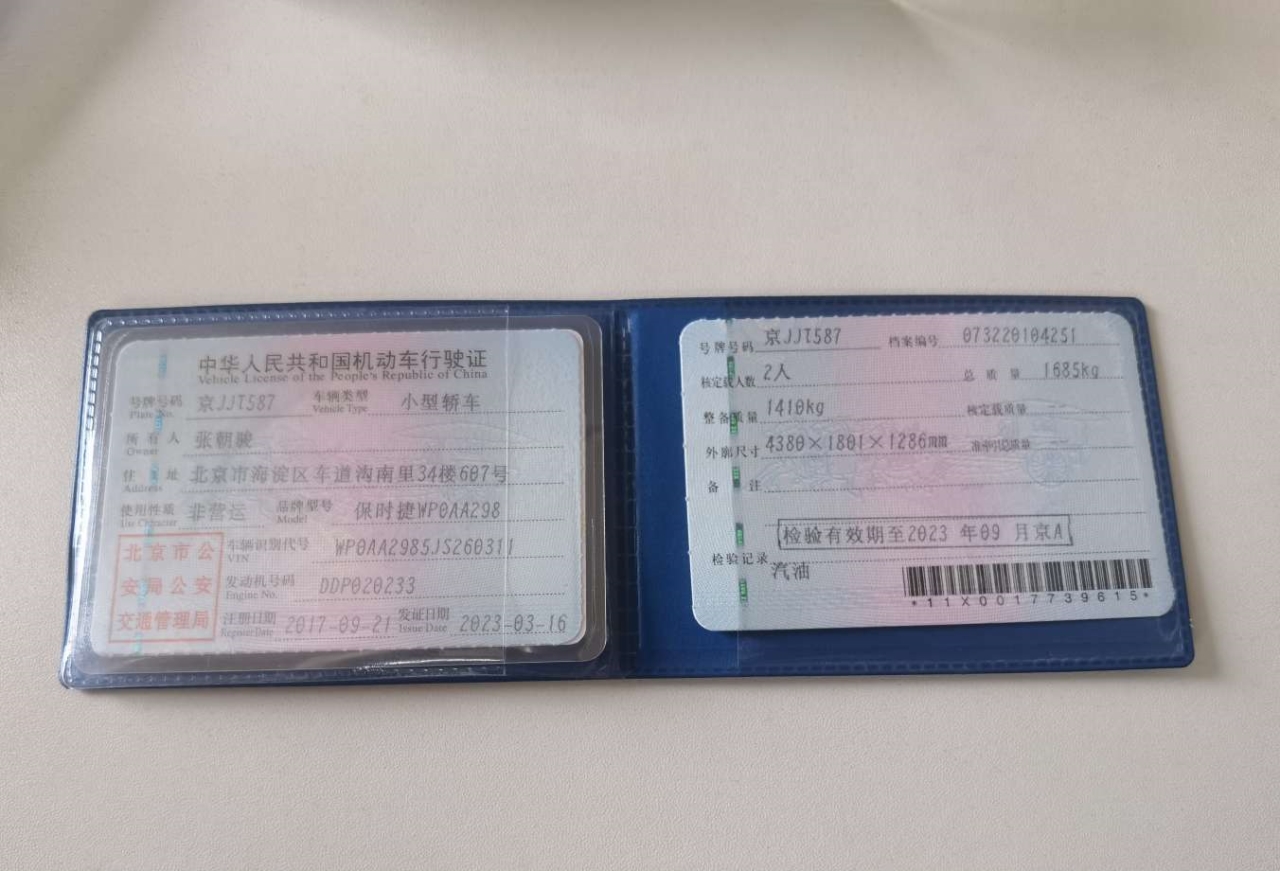 中华人民共和国机动车行驶证
Vehicle License of the People's Republic of China
号牌号码 京JJT587 车辆类型 小型轿车
Plate No. Vehicle Type
所有人 张朝骏
Owner
住址 北京市海淀区车道沟南里34楼607号
Address
使用性质 非营运 品牌型号 保时捷WP0AA298
Use Character Model
车辆识别代号 WP0AA2985JS260311
VIN
发动机号码 DDP020233
Engine No.
注册日期 2017-09-21 发证日期 2023-03-16
Register Date Issue Date
北京市公
安局公安
交通管理局
号牌号码 京JJT587 档案编号 073220104251
核定载人数 2人 总质量 1685kg
整备质量 1410kg 核定载质量 --
外廓尺寸 4380×1801×1286 准牵引总质量 --
备注
检验有效期至2023 年09 月京A
检验记录
汽油
*11X0017739615*